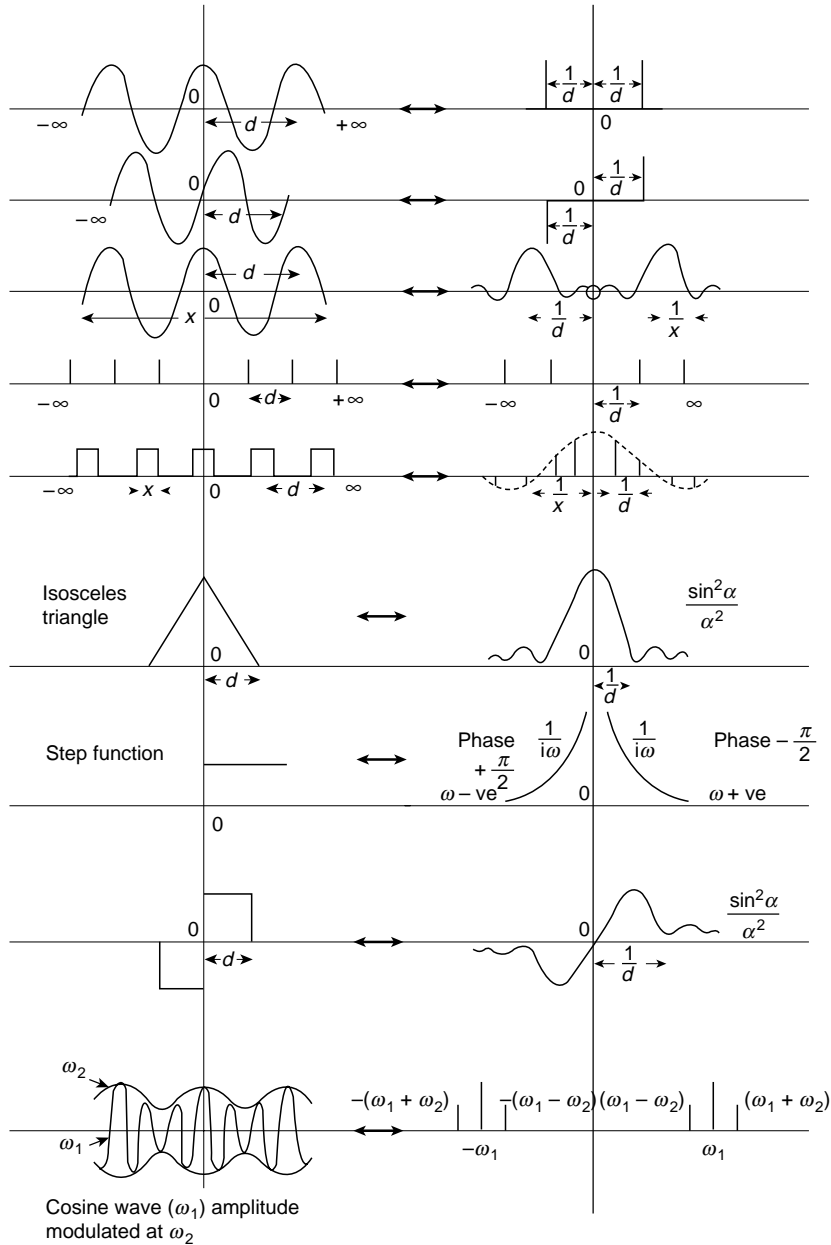 0
d
−∞ +∞
1/d 1/d
0
0
d
−∞
0 1/d
1/d
d
0
x
1/d 1/x
−∞ 0 d +∞
−∞ 1/d ∞
−∞ x 0 d ∞
1/x 1/d
Isosceles
triangle
0
d
0
1/d
sin²α/α²
Step function
0
Phase
+ π/2
ω − ve
1/iω 1/iω
0
Phase − π/2
ω + ve
0
d
0
1/d
sin²α/α²
ω₂
ω₁
−(ω₁ + ω₂) −(ω₁ − ω₂) (ω₁ − ω₂) (ω₁ + ω₂)
−ω₁ ω₁
Cosine wave (ω₁) amplitude
modulated at ω₂